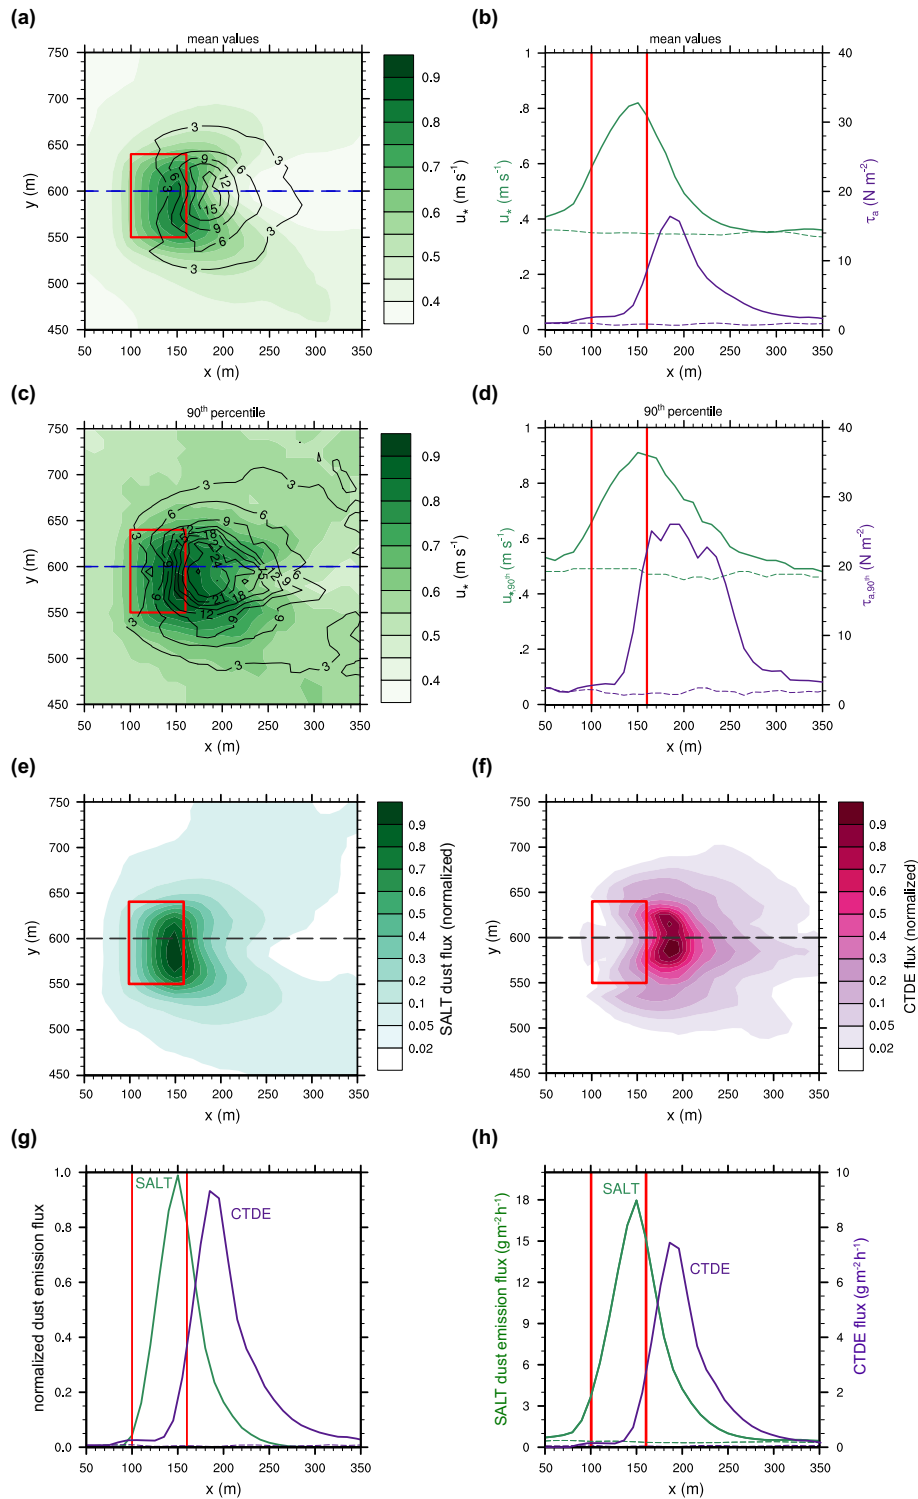 (a)
mean values
750
700
650
600
550
500
450
50 100 150 200 250 300 350
x (m)
y (m)
3 3 3 3 3 6 6 6 9 9 12 15
0.9
0.8
0.7
0.6
0.5
0.4
u* (m s-1)
(b)
mean values
1
.8
.6
.4
.2
0
u* (m s-1)
40
30
20
10
0
τa (N m-2)
50 100 150 200 250 300 350
x (m)
(c)
90th percentile
750
700
650
600
550
500
450
50 100 150 200 250 300 350
x (m)
y (m)
3 3 3 3 3 3 6 6 6 9 9 9 12 12 18 18 21 24
0.9
0.8
0.7
0.6
0.5
0.4
u* (m s-1)
(d)
90th percentile
1
.8
.6
.4
.2
0
u*,90th (m s-1)
40
30
20
10
0
τa,90th (N m-2)
50 100 150 200 250 300 350
x (m)
(e)
750
700
650
600
550
500
450
50 100 150 200 250 300 350
x (m)
y (m)
0.9
0.8
0.7
0.6
0.5
0.4
0.3
0.2
0.1
0.05
0.02
SALT dust flux (normalized)
(f)
750
700
650
600
550
500
450
50 100 150 200 250 300 350
x (m)
y (m)
0.9
0.8
0.7
0.6
0.5
0.4
0.3
0.2
0.1
0.05
0.02
CTDE flux (normalized)
(g)
1.0
0.8
0.6
0.4
0.2
0.0
normalized dust emission flux
SALT
CTDE
50 100 150 200 250 300 350
x (m)
(h)
18
15
12
9
6
3
0
SALT dust emission flux (g m-2 h-1)
SALT
CTDE
10
8
6
4
2
0
CTDE flux (g m-2 h-1)
50 100 150 200 250 300 350
x (m)